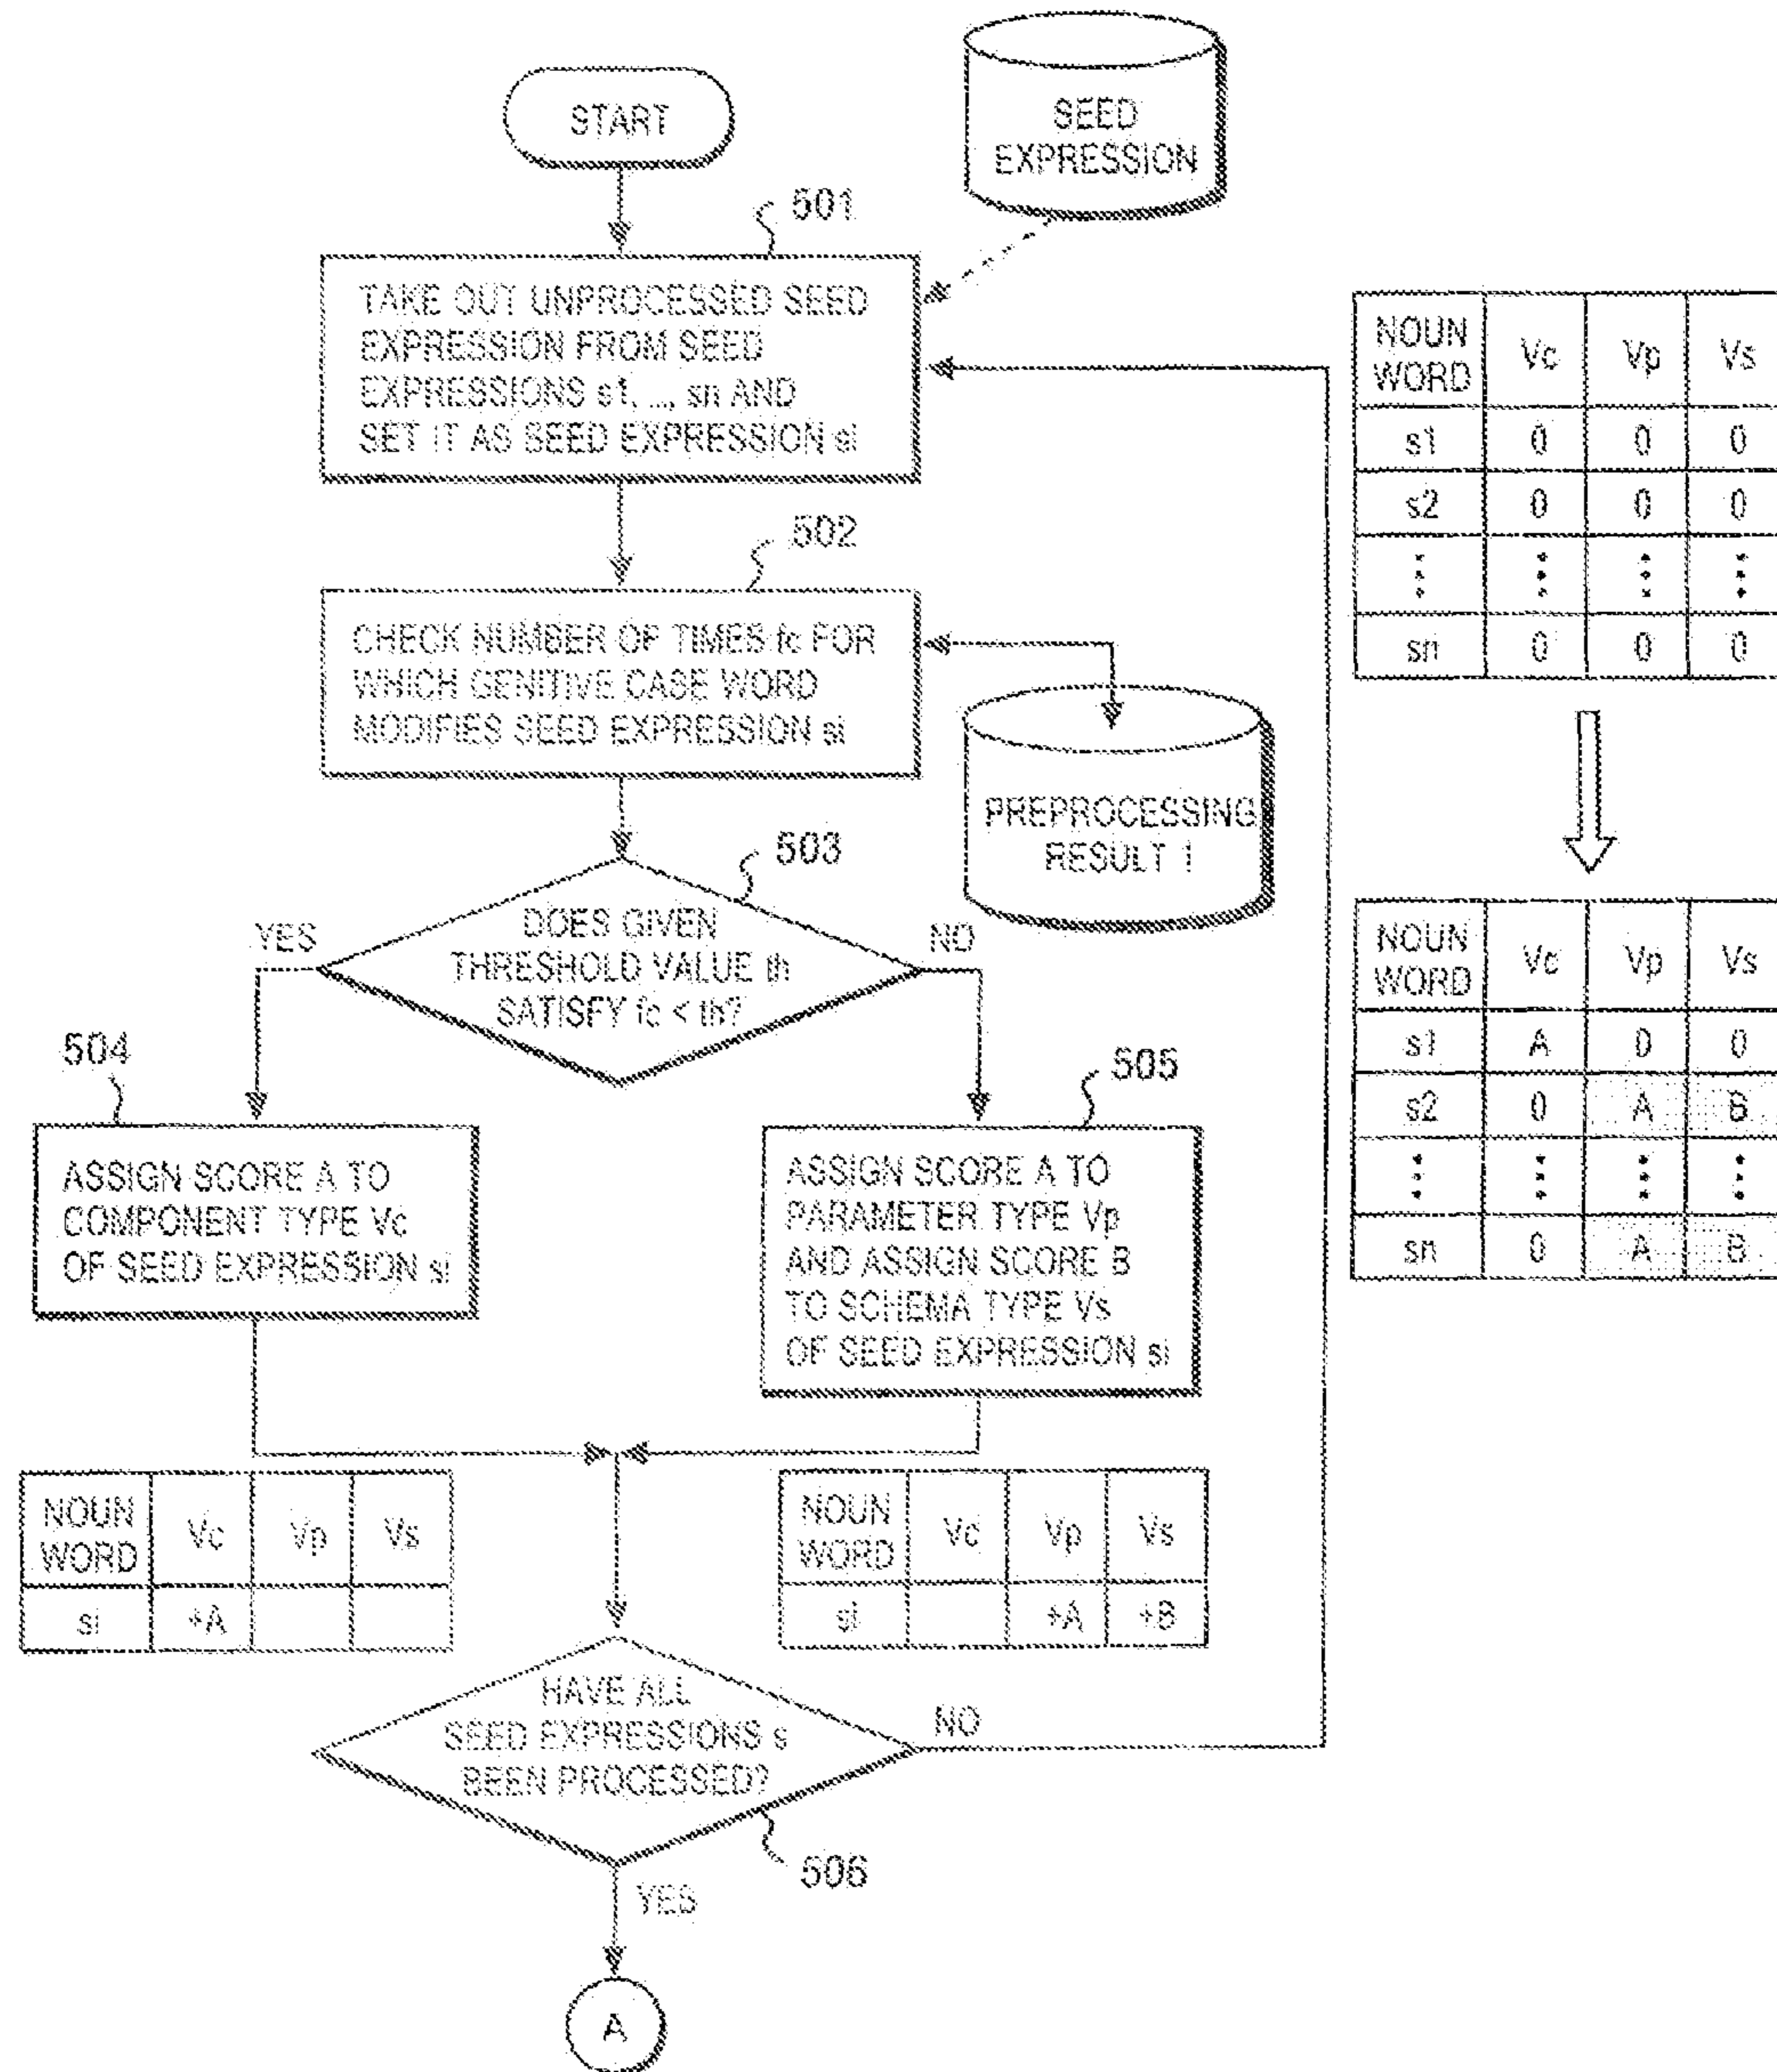 START
SEED
EXPRESSION
501
TAKE OUT UNPROCESSED SEED
EXPRESSION FROM SEED
EXPRESSIONS s1, ..., sn AND
SET IT AS SEED EXPRESSION si
502
CHECK NUMBER OF TIMES fc FOR
WHICH GENITIVE CASE WORD
MODIFIES SEED EXPRESSION si
PREPROCESSING
RESULT 1
503
DOES GIVEN
THRESHOLD VALUE th
SATISFY fc < th?
YES
NO
504
ASSIGN SCORE A TO
COMPONENT TYPE Vc
OF SEED EXPRESSION si
505
ASSIGN SCORE A TO
PARAMETER TYPE Vp
AND ASSIGN SCORE B
TO SCHEMA TYPE Vs
OF SEED EXPRESSION si
NOUN WORD Vc Vp Vs
si +A
NOUN WORD Vc Vp Vs
si +A +B
HAVE ALL
SEED EXPRESSIONS s
BEEN PROCESSED?
NO
506
YES
A
NOUN WORD Vc Vp Vs
s1 0 0 0
s2 0 0 0
sn 0 0 0
NOUN WORD Vc Vp Vs
s1 A 0 0
s2 0 A B
sn 0 A B